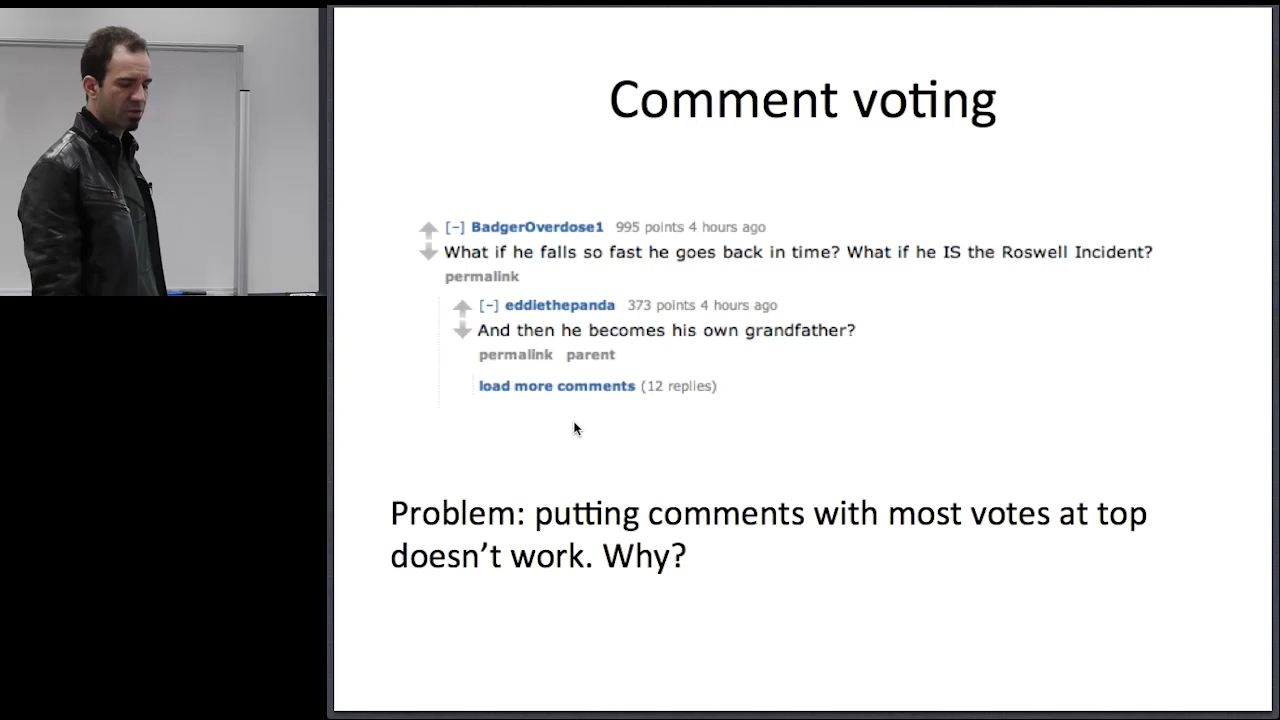 Comment voting
[–] BadgerOverdose1 995 points 4 hours ago
What if he falls so fast he goes back in time? What if he IS the Roswell Incident?
permalink
[–] eddiethepanda 373 points 4 hours ago
And then he becomes his own grandfather?
permalink parent
load more comments (12 replies)
Problem: putting comments with most votes at top
doesn't work. Why?